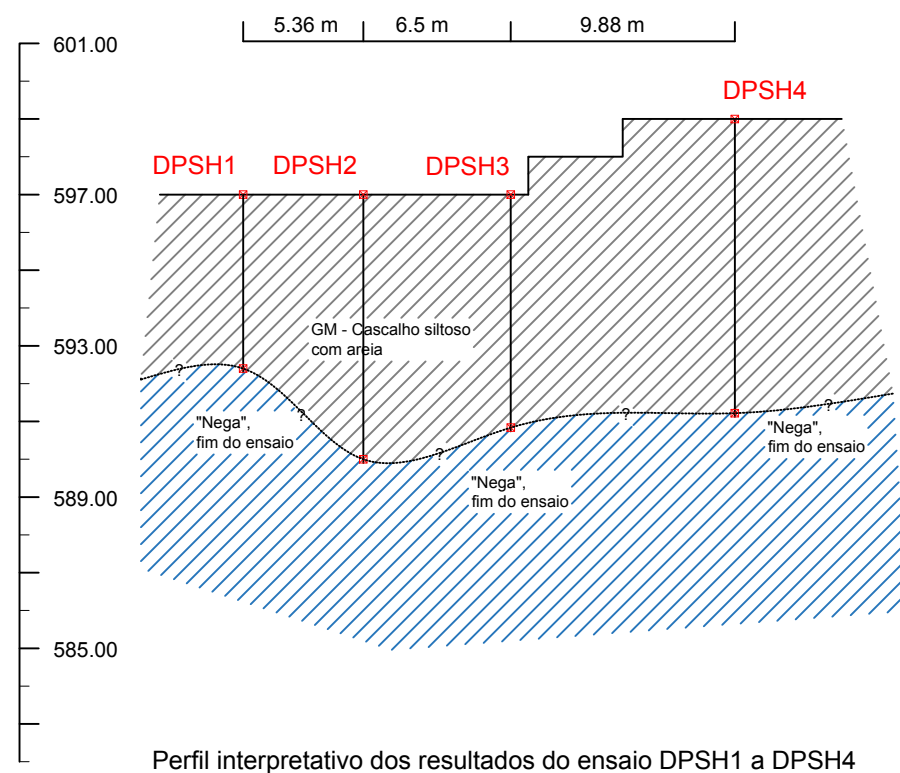 5.36 m 6.5 m 9.88 m
601.00
DPSH4
DPSH1 DPSH2 DPSH3
597.00
GM - Cascalho siltoso
com areia
593.00
?
?
?
?
?
"Nega",
fim do ensaio
"Nega",
fim do ensaio
"Nega",
fim do ensaio
589.00
585.00
Perfil interpretativo dos resultados do ensaio DPSH1 a DPSH4